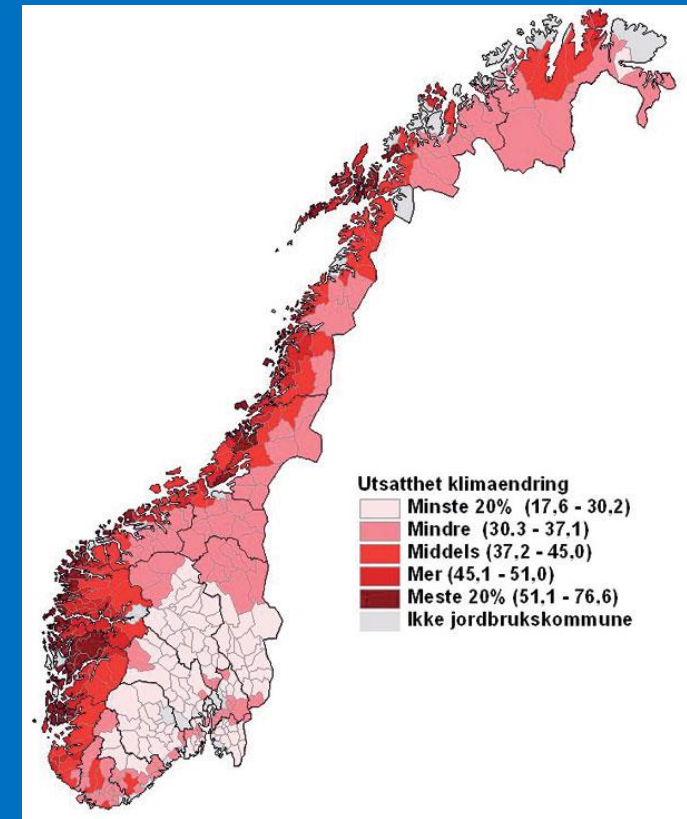 Utsatthet klimaendring
Minste 20% (17,6 - 30,2)
Mindre (30.3 - 37,1)
Middels (37,2 - 45,0)
Mer (45,1 - 51,0)
Meste 20% (51,1 - 76,6)
Ikke jordbrukskommune